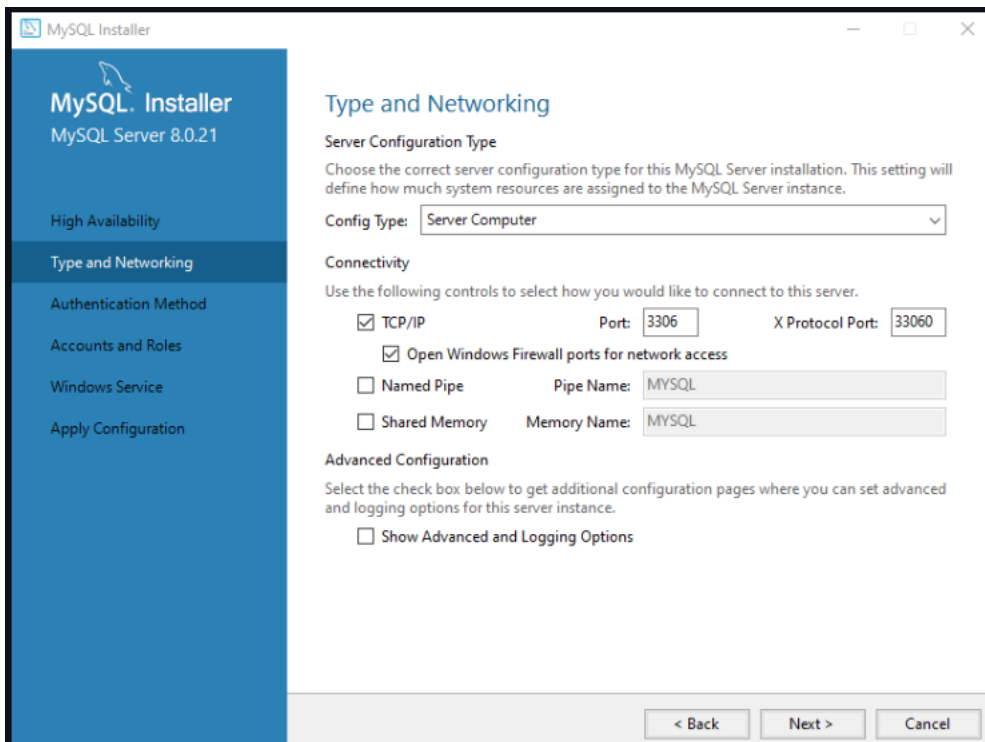 MySQL Installer
MySQL. Installer
MySQL Server 8.0.21
High Availability
Type and Networking
Authentication Method
Accounts and Roles
Windows Service
Apply Configuration
Type and Networking
Server Configuration Type
Choose the correct server configuration type for this MySQL Server installation. This setting will
define how much system resources are assigned to the MySQL Server instance.
Config Type: Server Computer
Connectivity
Use the following controls to select how you would like to connect to this server.
TCP/IP Port: 3306 X Protocol Port: 33060
Open Windows Firewall ports for network access
Named Pipe Pipe Name: MYSQL
Shared Memory Memory Name: MYSQL
Advanced Configuration
Select the check box below to get additional configuration pages where you can set advanced
and logging options for this server instance.
Show Advanced and Logging Options
< Back Next > Cancel